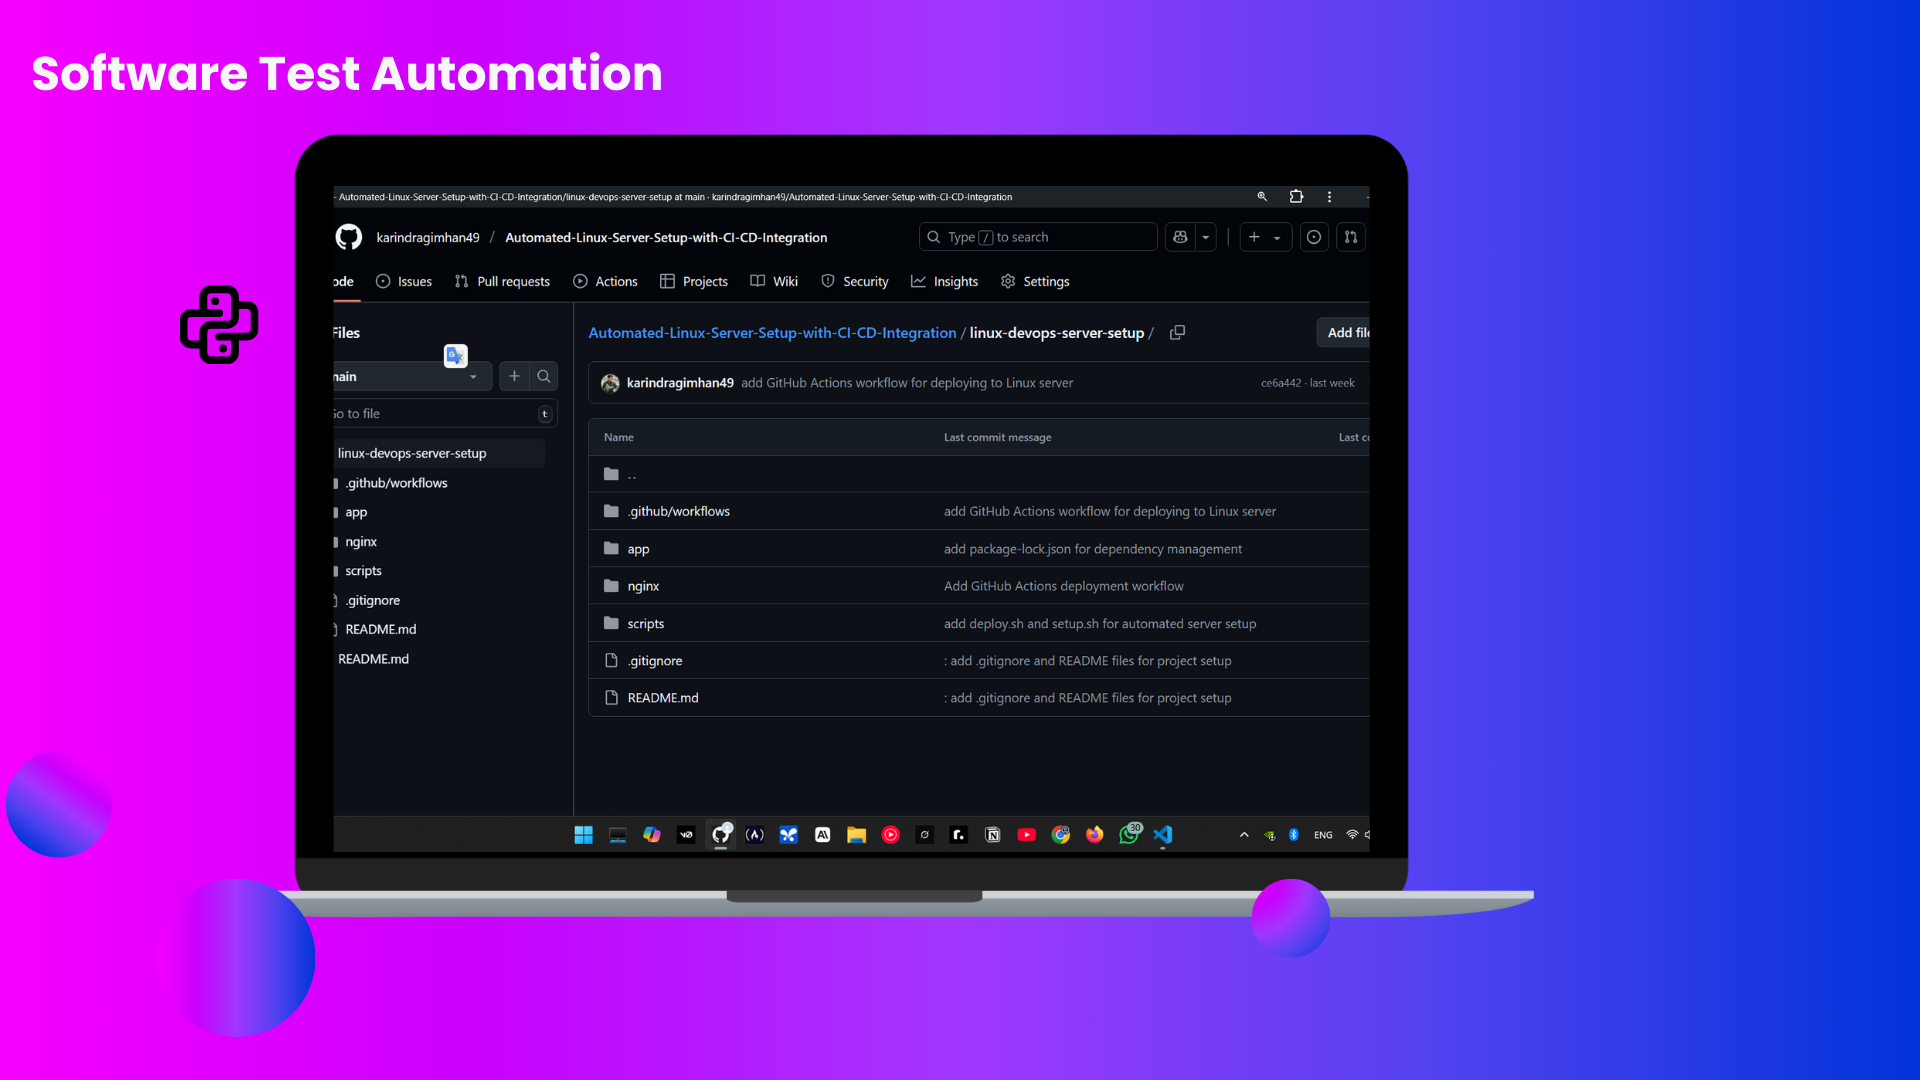 Software Test Automation
- Automated-Linux-Server-Setup-with-CI-CD-Integration/linux-devops-server-setup at main · karindragimhan49/Automated-Linux-Server-Setup-with-CI-CD-Integration
karindragimhan49 / Automated-Linux-Server-Setup-with-CI-CD-Integration
Type / to search
ode Issues Pull requests Actions Projects Wiki Security Insights Settings
Files
main
Go to file t
linux-devops-server-setup
.github/workflows
app
nginx
scripts
.gitignore
README.md
README.md
Automated-Linux-Server-Setup-with-CI-CD-Integration / linux-devops-server-setup /
Add file
karindragimhan49 add GitHub Actions workflow for deploying to Linux server ce6a442 · last week
Name Last commit message Last co
..
.github/workflows add GitHub Actions workflow for deploying to Linux server
app add package-lock.json for dependency management
nginx Add GitHub Actions deployment workflow
scripts add deploy.sh and setup.sh for automated server setup
.gitignore : add .gitignore and README files for project setup
README.md : add .gitignore and README files for project setup
30
ENG